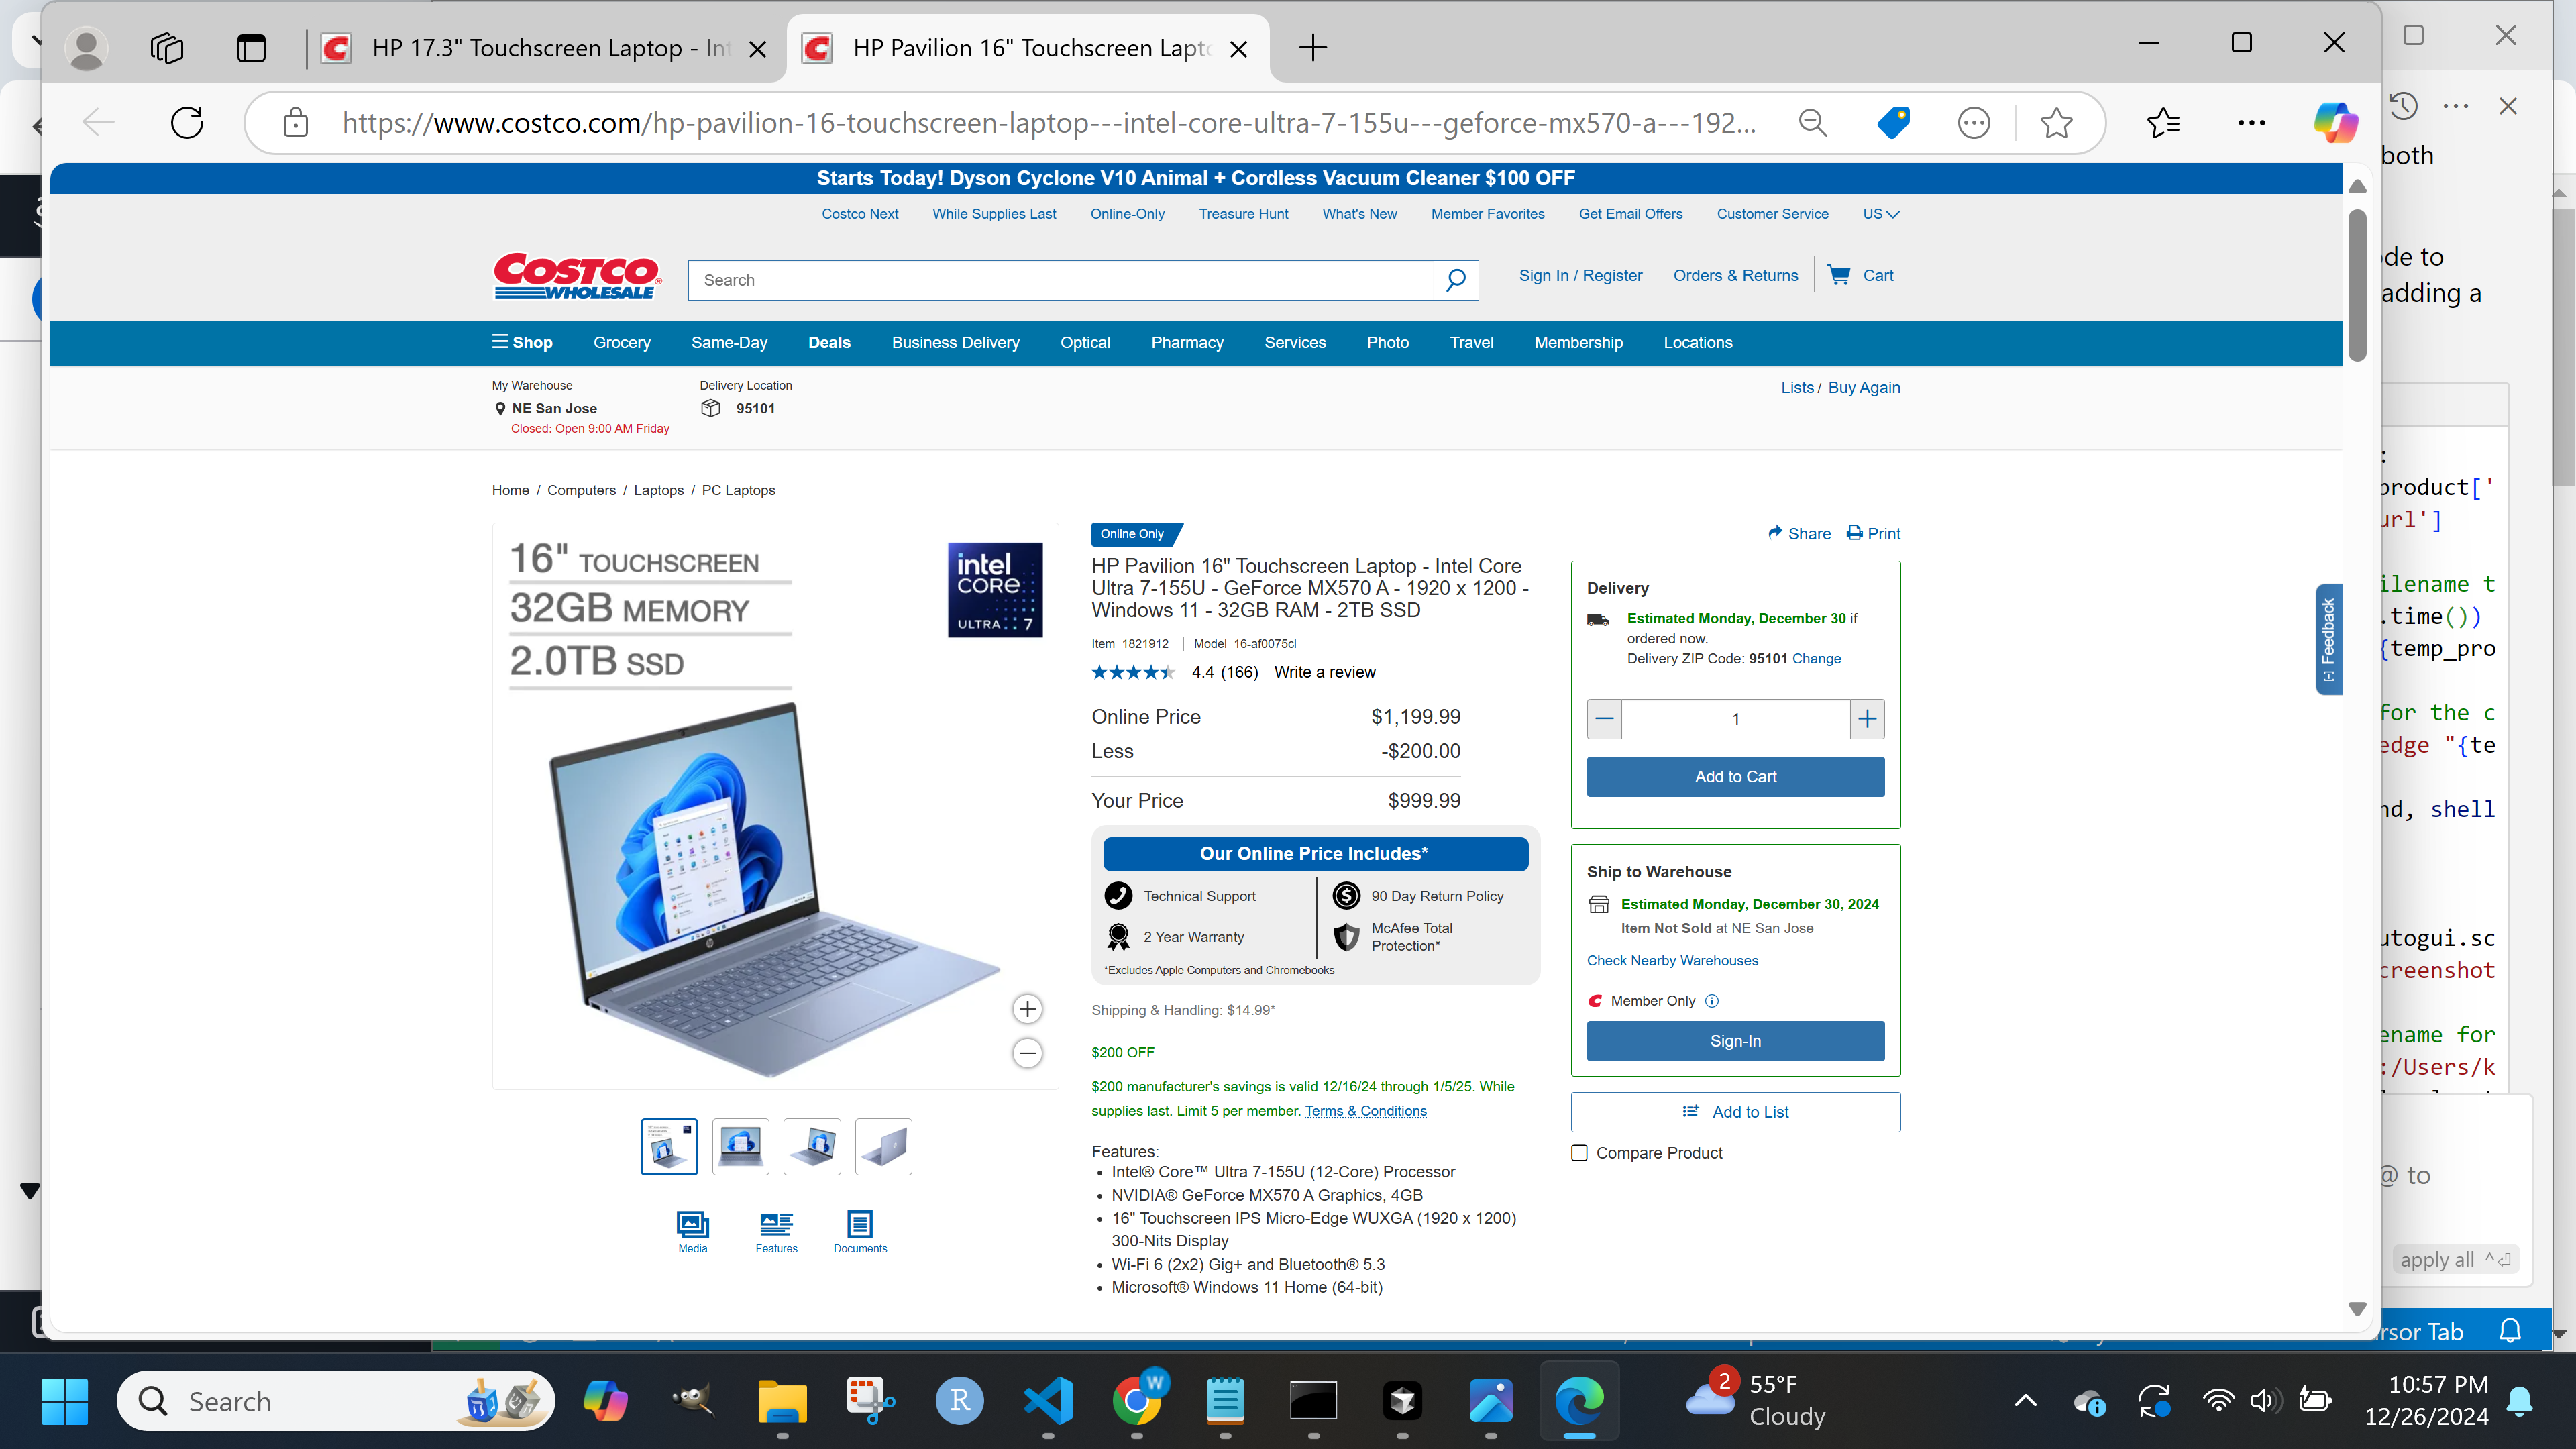 HP 17.3" Touchscreen Laptop - Int
HP Pavilion 16" Touchscreen Lapto
https://www.costco.com/hp-pavilion-16-touchscreen-laptop---intel-core-ultra-7-155u---geforce-mx570-a---192...
Starts Today! Dyson Cyclone V10 Animal + Cordless Vacuum Cleaner $100 OFF
Costco Next While Supplies Last Online-Only Treasure Hunt What's New Member Favorites Get Email Offers Customer Service US
COSTCO WHOLESALE
Search
Sign In / Register
Orders & Returns
Cart
Shop Grocery Same-Day Deals Business Delivery Optical Pharmacy Services Photo Travel Membership Locations
My Warehouse
NE San Jose
Closed: Open 9:00 AM Friday
Delivery Location
95101
Lists / Buy Again
Home / Computers / Laptops / PC Laptops
16" TOUCHSCREEN
32GB MEMORY
2.0TB SSD
intel
CORE
ULTRA 7
Media
Features
Documents
Online Only
HP Pavilion 16" Touchscreen Laptop - Intel Core
Ultra 7-155U - GeForce MX570 A - 1920 x 1200 -
Windows 11 - 32GB RAM - 2TB SSD
Item 1821912 | Model 16-af0075cl
4.4 (166) Write a review
Online Price $1,199.99
Less -$200.00
Your Price $999.99
Our Online Price Includes*
Technical Support
90 Day Return Policy
2 Year Warranty
McAfee Total
Protection*
*Excludes Apple Computers and Chromebooks
Shipping & Handling: $14.99*
$200 OFF
$200 manufacturer's savings is valid 12/16/24 through 1/5/25. While
supplies last. Limit 5 per member. Terms & Conditions
Features:
• Intel® Core™ Ultra 7-155U (12-Core) Processor
• NVIDIA® GeForce MX570 A Graphics, 4GB
• 16" Touchscreen IPS Micro-Edge WUXGA (1920 x 1200)
300-Nits Display
• Wi-Fi 6 (2x2) Gig+ and Bluetooth® 5.3
• Microsoft® Windows 11 Home (64-bit)
Share
Print
Delivery
Estimated Monday, December 30 if
ordered now.
Delivery ZIP Code: 95101 Change
1
Add to Cart
Ship to Warehouse
Estimated Monday, December 30, 2024
Item Not Sold at NE San Jose
Check Nearby Warehouses
Member Only
Sign-In
Add to List
Compare Product
[-] Feedback
both
de to
adding a
:
product['
url']
ilename t
.time())
{temp_pro
for the c
edge "{te
nd, shell
utogui.sc
creenshot
ename for
:/Users/k
@ to
apply all
rsor Tab
Search
W
R
2
55°F
Cloudy
10:57 PM
12/26/2024